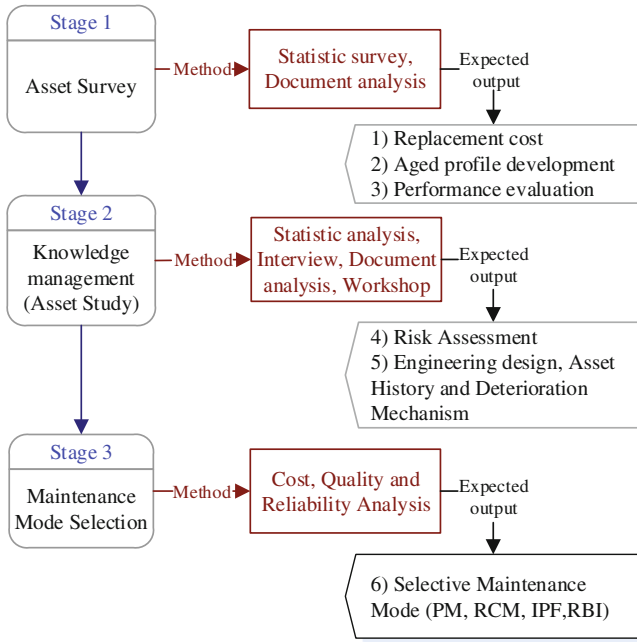 Stage 1
Asset Survey
Method
Statistic survey,
Document analysis
Expected
output
1) Replacement cost
2) Aged profile development
3) Performance evaluation
Stage 2
Knowledge
management
(Asset Study)
Method
Statistic analysis,
Interview, Document
analysis, Workshop
Expected
output
4) Risk Assessment
5) Engineering design, Asset
History and Deterioration
Mechanism
Stage 3
Maintenance
Mode Selection
Method
Cost, Quality and
Reliability Analysis
Expected
output
6) Selective Maintenance
Mode (PM, RCM, IPF,RBI)